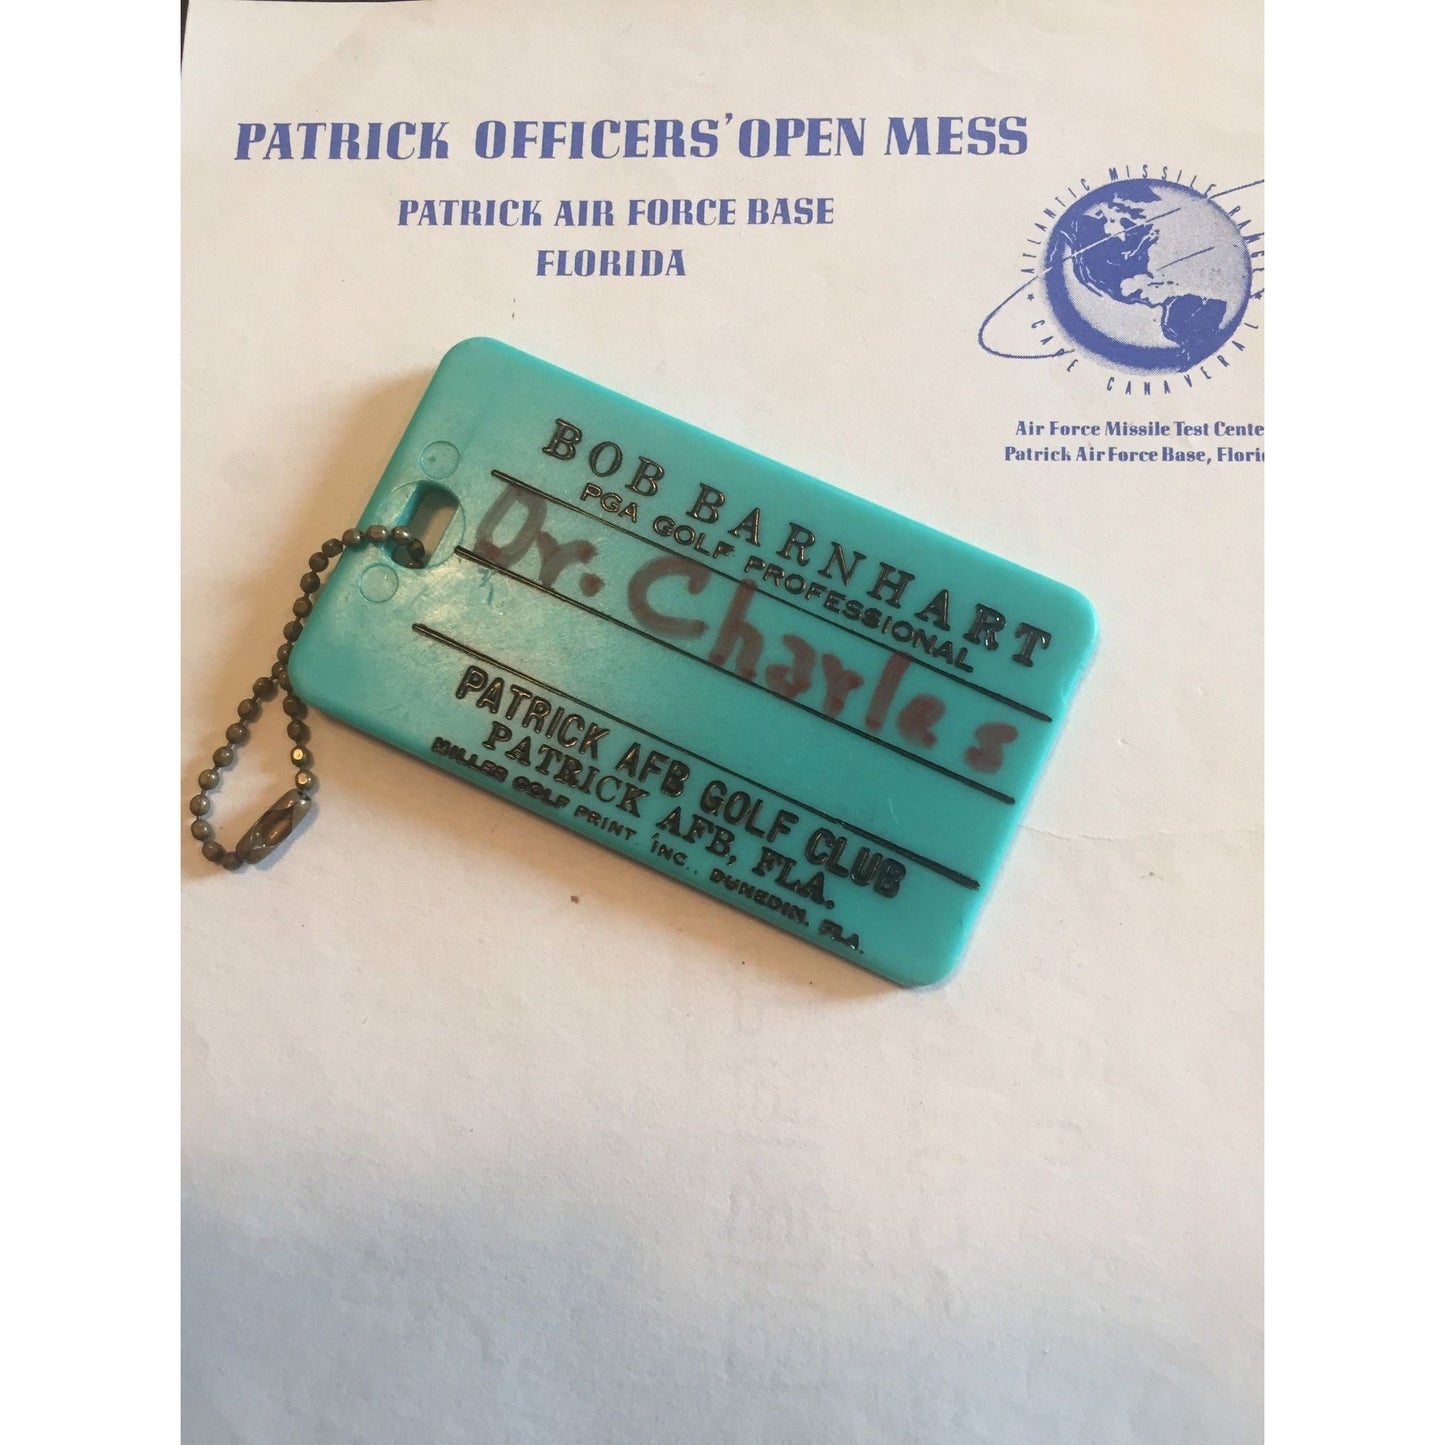 PATRICK OFFICERS' OPEN MESS
PATRICK AIR FORCE BASE
FLORIDA
★ ATLANTIC MISSILE RANGE ★
CAPE CANAVERAL
Air Force Missile Test Cente
Patrick Air Force Base, Flori
BOB BARNHART
PGA GOLF PROFESSIONAL
Dr. Charles
PATRICK AFB GOLF CLUB
PATRICK AFB, FLA.
MILLER GOLF PRINT. INC., DUNEDIN, FLA.